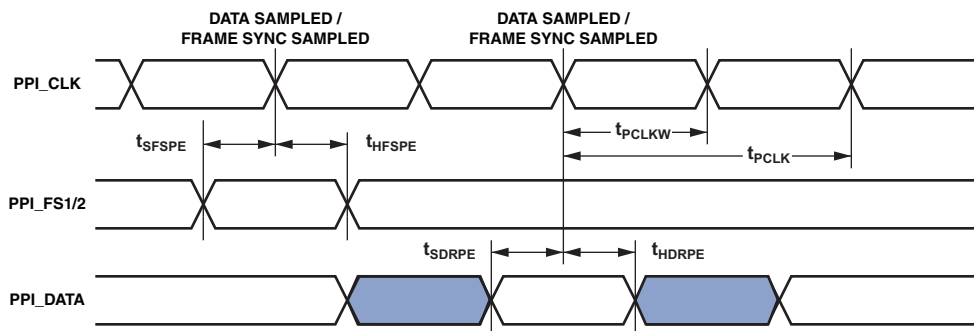 DATA SAMPLED /
FRAME SYNC SAMPLED
DATA SAMPLED /
FRAME SYNC SAMPLED
PPI_CLK
tPCLKW
tSFSPE
tHFSPE
tPCLK
PPI_FS1/2
tSDRPE
tHDRPE
PPI_DATA